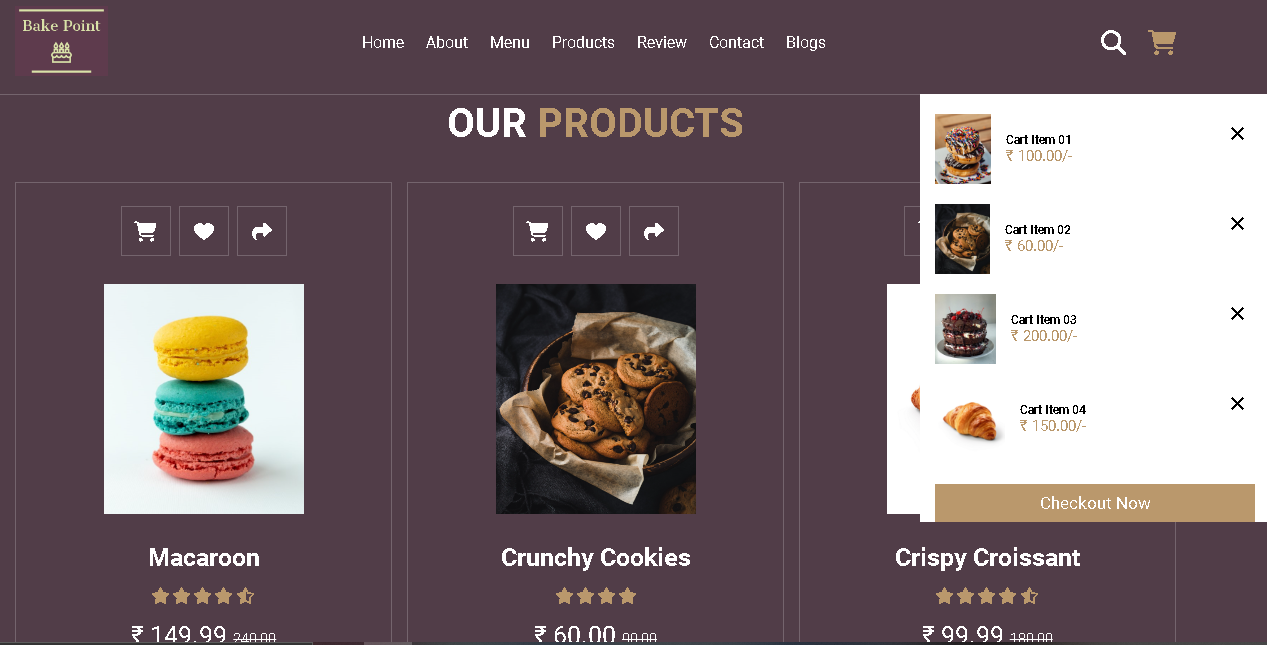 Bake Point
Home About Menu Products Review Contact Blogs
OUR PRODUCTS
Cart Item 01
₹ 100.00/-
Cart Item 02
₹ 60.00/-
Cart Item 03
₹ 200.00/-
Cart Item 04
₹ 150.00/-
Checkout Now
Macaroon
₹ 149.99 240.00
Crunchy Cookies
₹ 60.00 90.00
Crispy Croissant
₹ 99.99 180.00